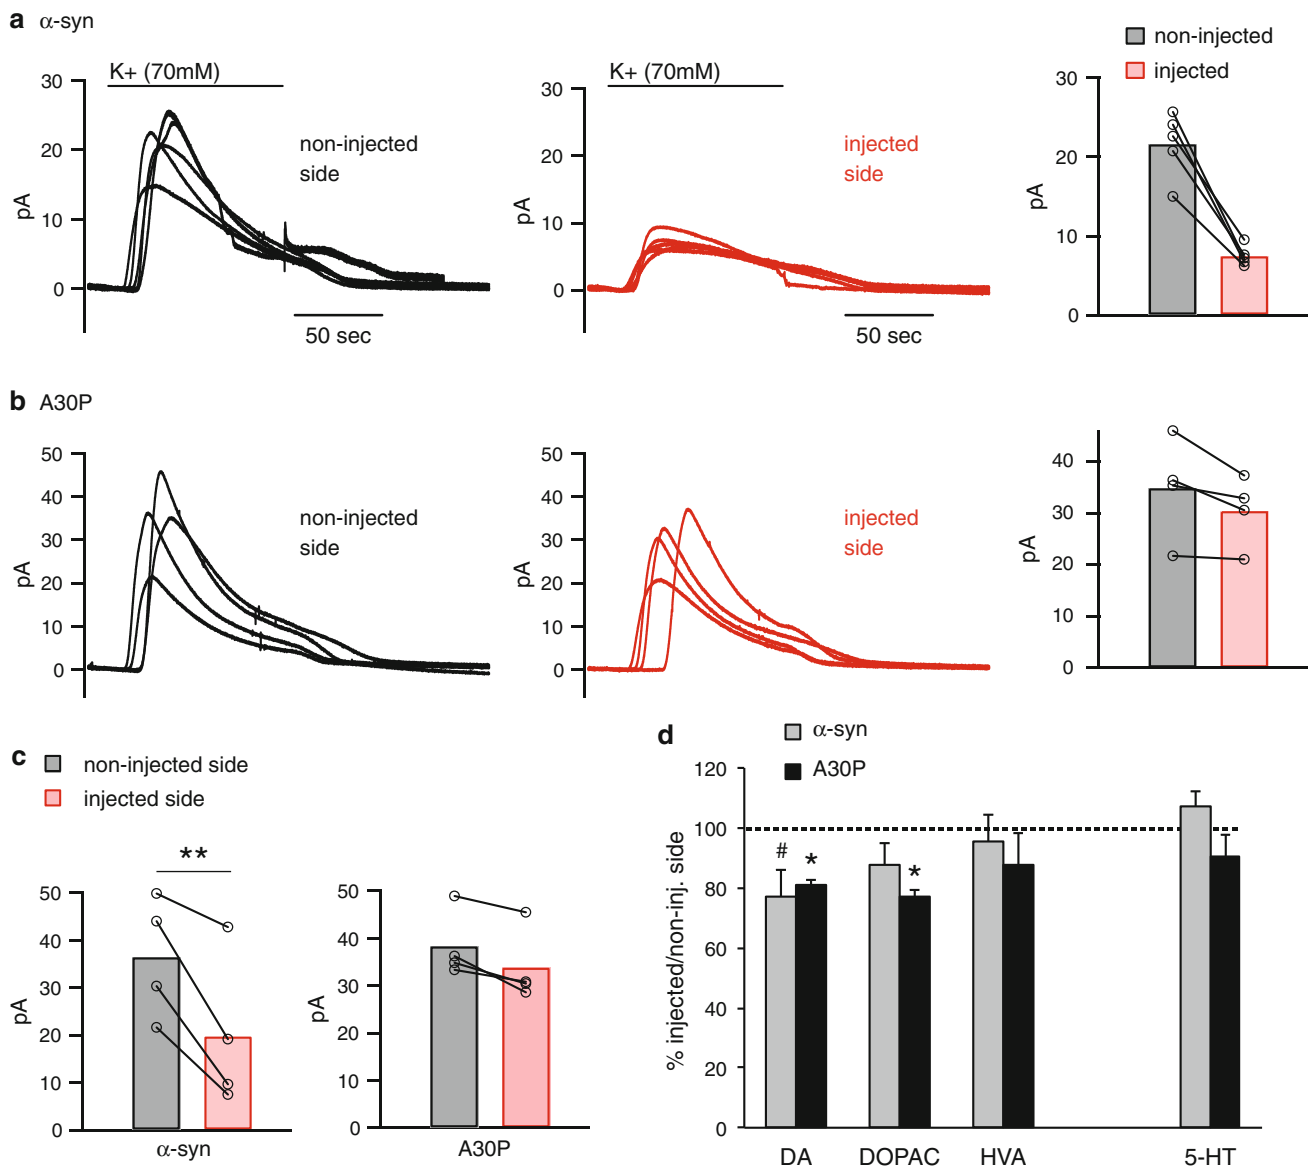 a α-syn
K+ (70mM)
30
20
10
0
pA
non-injected
side
50 sec
K+ (70mM)
30
20
10
0
pA
injected
side
50 sec
non-injected
injected
30
20
10
0
pA
b A30P
50
40
30
20
10
0
pA
non-injected
side
50
40
30
20
10
0
pA
injected
side
40
30
20
10
0
pA
c
non-injected side
injected side
**
50
40
30
20
10
0
pA
α-syn
50
40
30
20
10
0
pA
A30P
d
α-syn
A30P
120
100
80
60
40
20
0
% injected/non-inj. side
# *
*
DA DOPAC HVA 5-HT